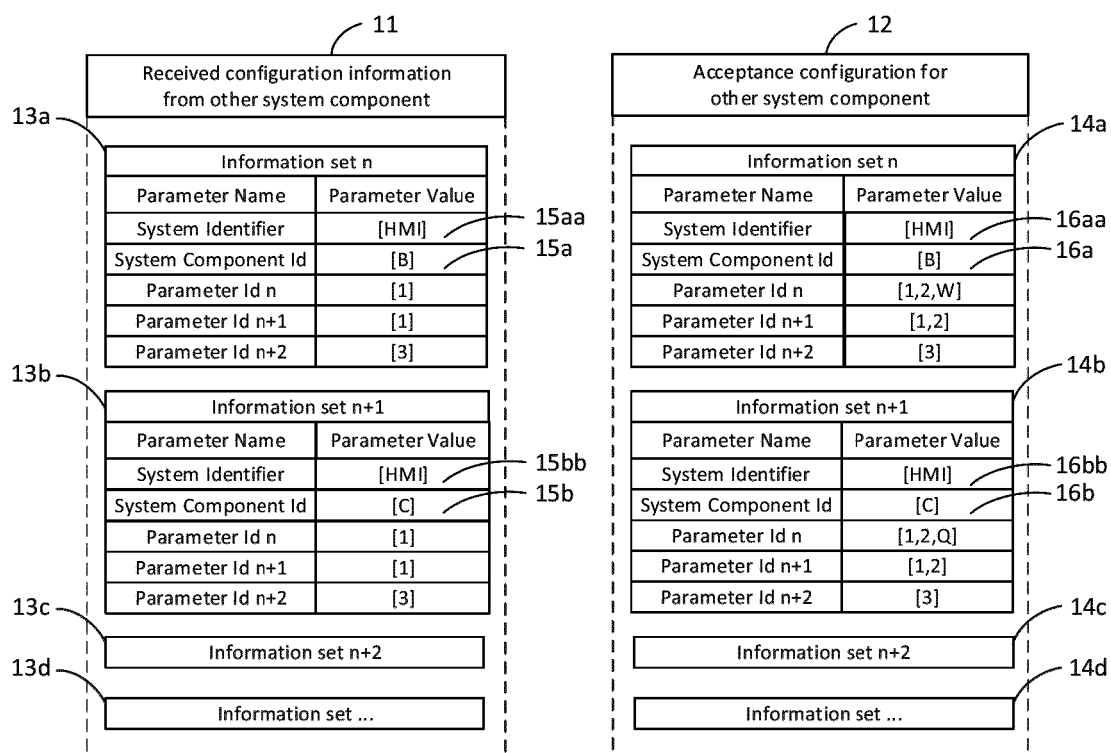 11
Received configuration information
from other system component
13a
Information set n
Parameter Name Parameter Value
System Identifier [HMI] 15aa
System Component Id [B] 15a
Parameter Id n [1]
Parameter Id n+1 [1]
Parameter Id n+2 [3]
13b
Information set n+1
Parameter Name Parameter Value
System Identifier [HMI] 15bb
System Component Id [C] 15b
Parameter Id n [1]
Parameter Id n+1 [1]
Parameter Id n+2 [3]
13c
Information set n+2
13d
Information set ...
12
Acceptance configuration for
other system component
14a
Information set n
Parameter Name Parameter Value
System Identifier [HMI] 16aa
System Component Id [B] 16a
Parameter Id n [1,2,W]
Parameter Id n+1 [1,2]
Parameter Id n+2 [3]
14b
Information set n+1
Parameter Name Parameter Value
System Identifier [HMI] 16bb
System Component Id [C] 16b
Parameter Id n [1,2,Q]
Parameter Id n+1 [1,2]
Parameter Id n+2 [3]
14c
Information set n+2
14d
Information set ...